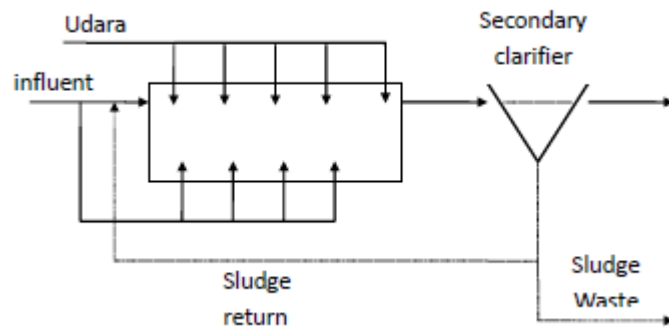 Udara
Secondary
clarifier
influent
Sludge
return
Sludge
Waste